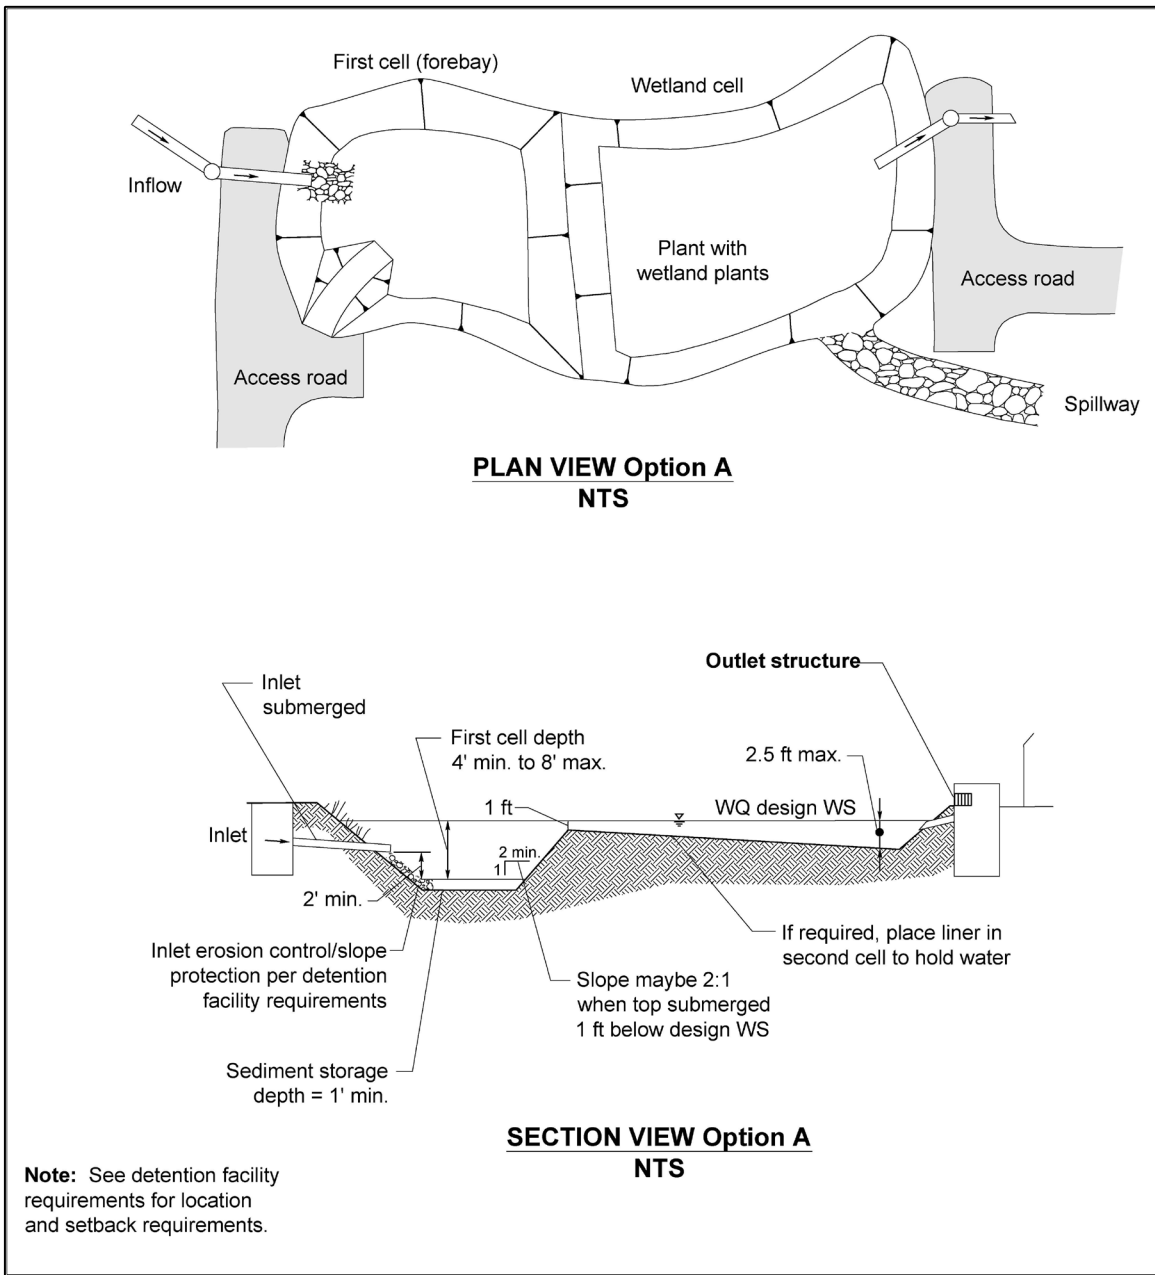 First cell (forebay)
Wetland cell
Inflow
Plant with
wetland plants
Access road
Access road
Spillway
PLAN VIEW Option A
NTS
Outlet structure
Inlet
submerged
First cell depth
4' min. to 8' max.
2.5 ft max.
1 ft
WQ design WS
Inlet
2 min.
1
2' min.
If required, place liner in
second cell to hold water
Inlet erosion control/slope
protection per detention
facility requirements
Slope maybe 2:1
when top submerged
1 ft below design WS
Sediment storage
depth = 1' min.
SECTION VIEW Option A
NTS
Note: See detention facility
requirements for location
and setback requirements.